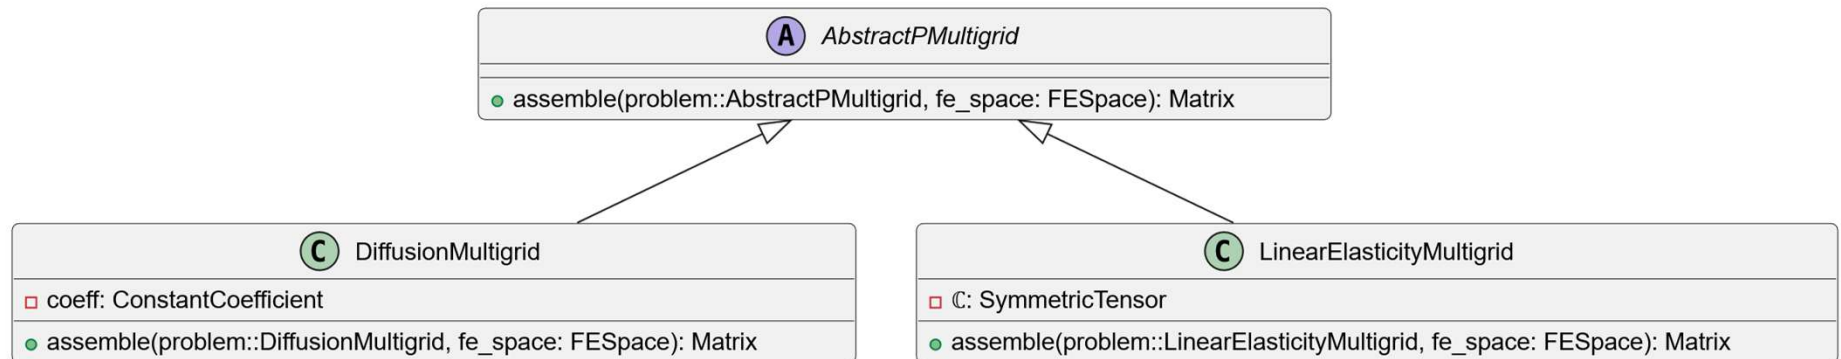 A AbstractPMultigrid
assemble(problem::AbstractPMultigrid, fe_space: FESpace): Matrix
C DiffusionMultigrid
coeff: ConstantCoefficient
assemble(problem::DiffusionMultigrid, fe_space: FESpace): Matrix
C LinearElasticityMultigrid
ℂ: SymmetricTensor
assemble(problem::LinearElasticityMultigrid, fe_space: FESpace): Matrix